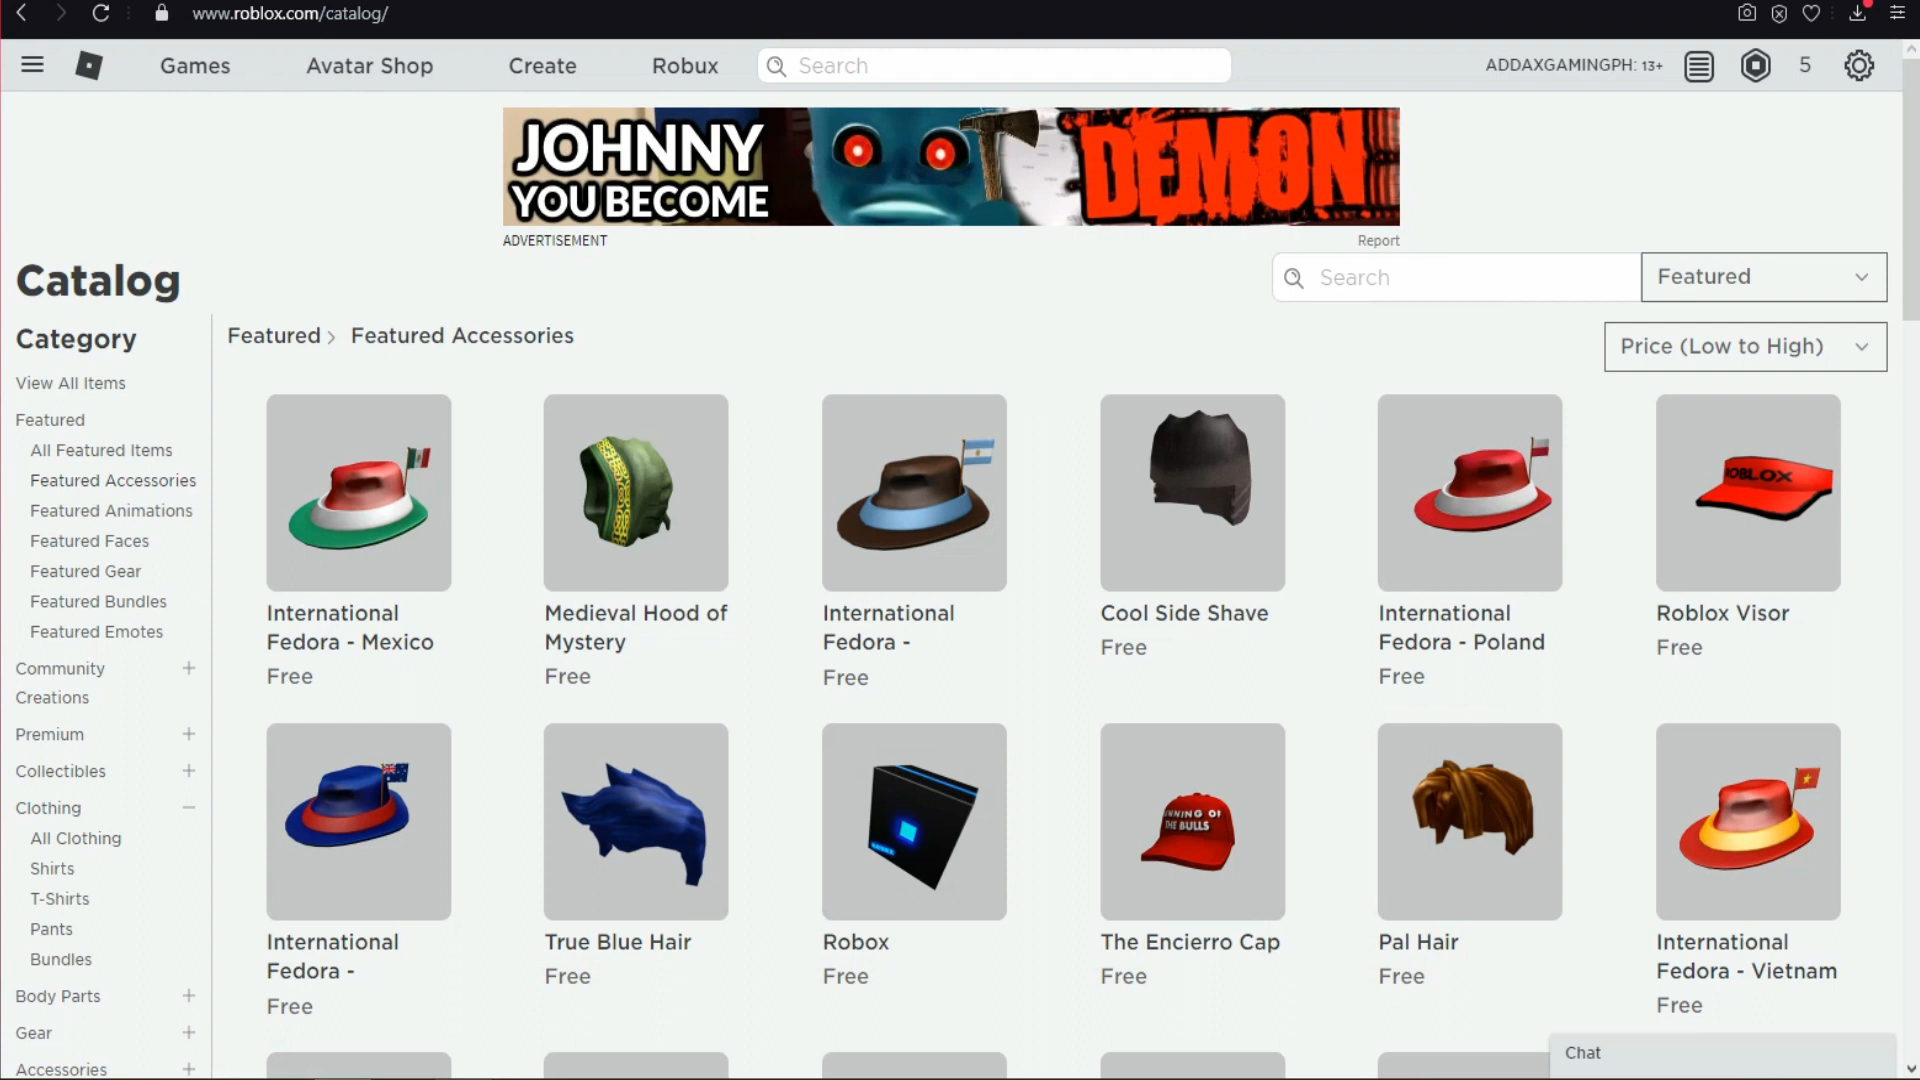 www.roblox.com/catalog/
Games
Avatar Shop
Create
Robux
Search
ADDAXGAMINGPH: 13+
5
JOHNNY
YOU BECOME
DEMON
ADVERTISEMENT
Report
Catalog
Search
Featured
Category
Featured
Featured Accessories
Price (Low to High)
View All Items
Featured
All Featured Items
Featured Accessories
Featured Animations
Featured Faces
Featured Gear
Featured Bundles
Featured Emotes
Community
Creations
Premium
Collectibles
Clothing
All Clothing
Shirts
T-Shirts
Pants
Bundles
Body Parts
Gear
Accessories
International
Fedora - Mexico
Free
Medieval Hood of
Mystery
Free
International
Fedora -
Free
Cool Side Shave
Free
International
Fedora - Poland
Free
ROBLOX
Roblox Visor
Free
International
Fedora -
Free
True Blue Hair
Free
Robox
Free
THE BULLS
The Encierro Cap
Free
Pal Hair
Free
International
Fedora - Vietnam
Free
Chat